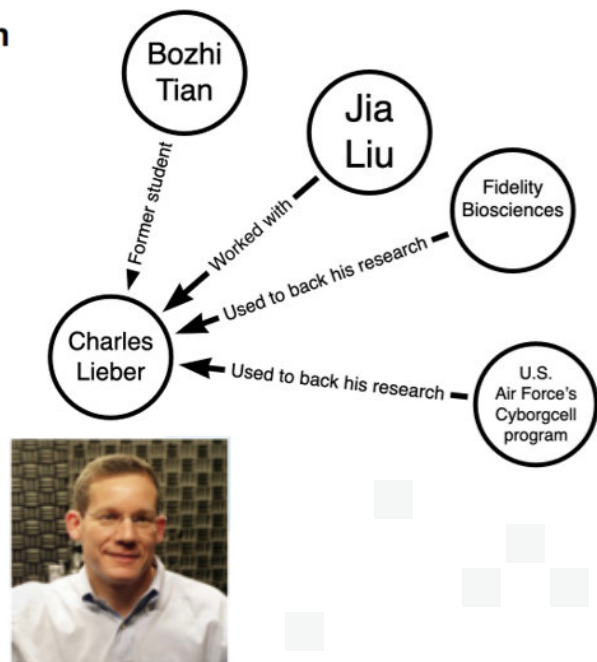 n
Bozhi
Tian
Jia
Liu
Fidelity
Biosciences
Former student
Worked with
Used to back his research
Charles
Lieber
Used to back his research
U.S.
Air Force's
Cyborgcell
program